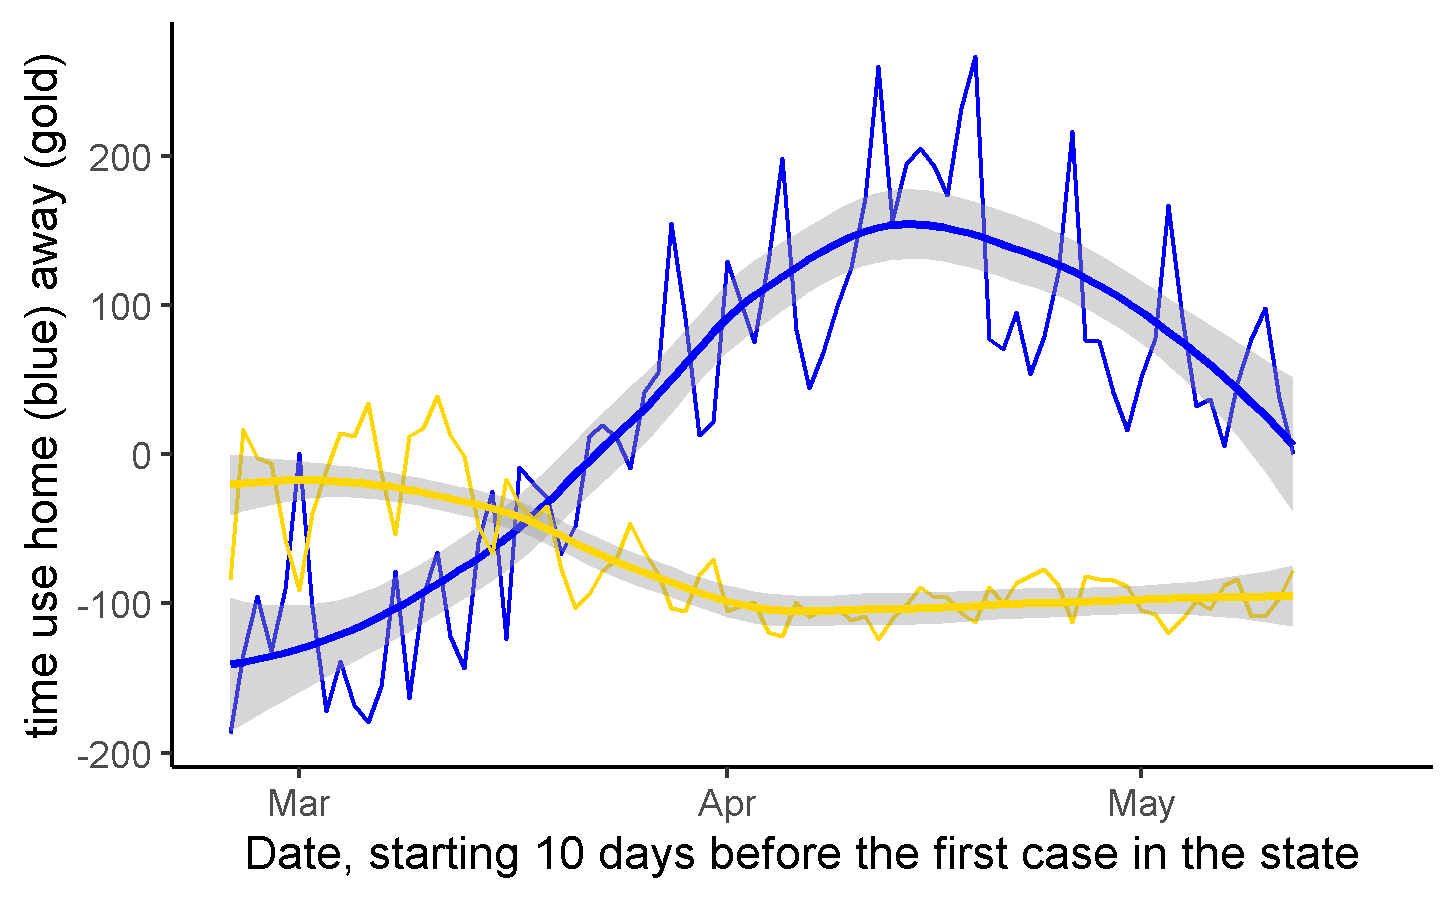 time use home (blue) away (gold)
200
100
0
-100
-200
Mar Apr May
Date, starting 10 days before the first case in the state